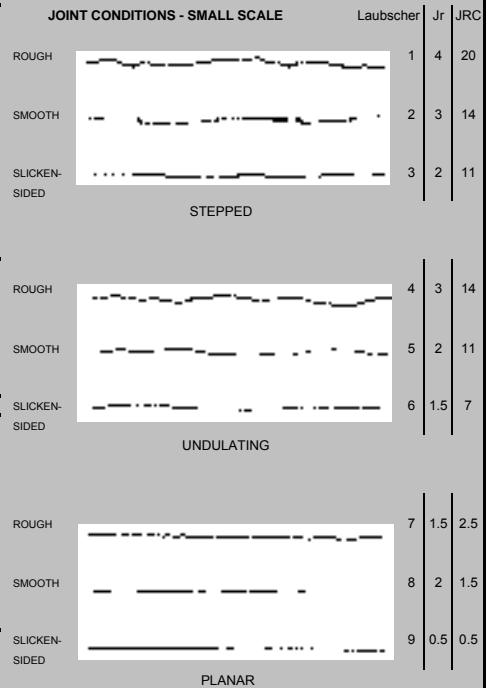 JOINT CONDITIONS - SMALL SCALE Laubscher Jr JRC
ROUGH 1 4 20
SMOOTH 2 3 14
SLICKEN- 3 2 11
SIDED
STEPPED
ROUGH 4 3 14
SMOOTH 5 2 11
SLICKEN- 6 1.5 7
SIDED
UNDULATING
ROUGH 7 1.5 2.5
SMOOTH 8 2 1.5
SLICKEN- 9 0.5 0.5
SIDED
PLANAR